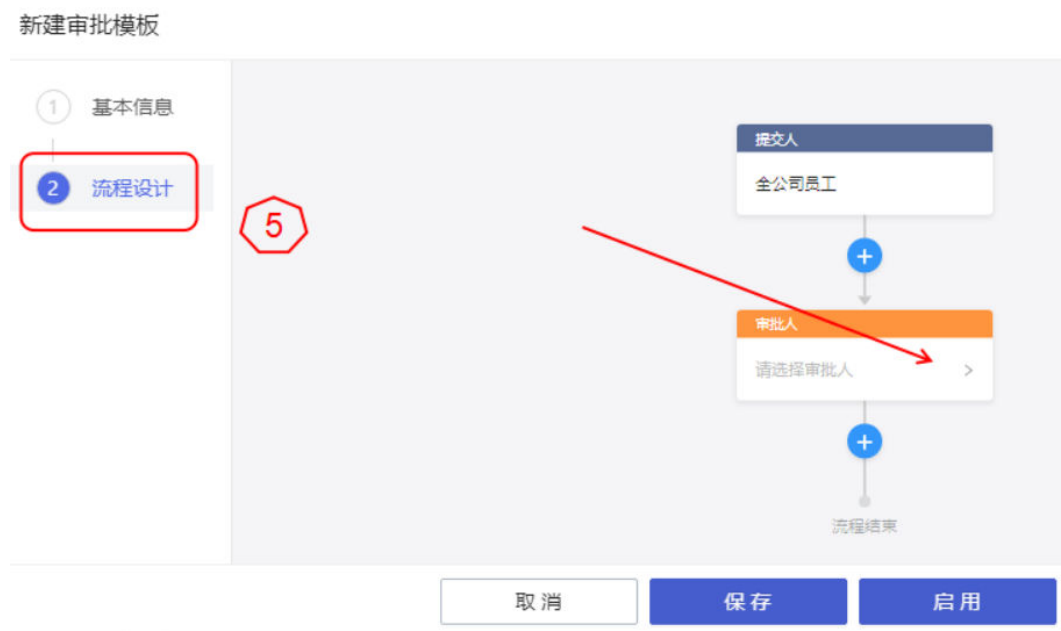 新建审批模板
1 基本信息
2 流程设计
5
提交人
全公司员工
+
审批人
请选择审批人 >
+
流程结束
取消 保存 启用